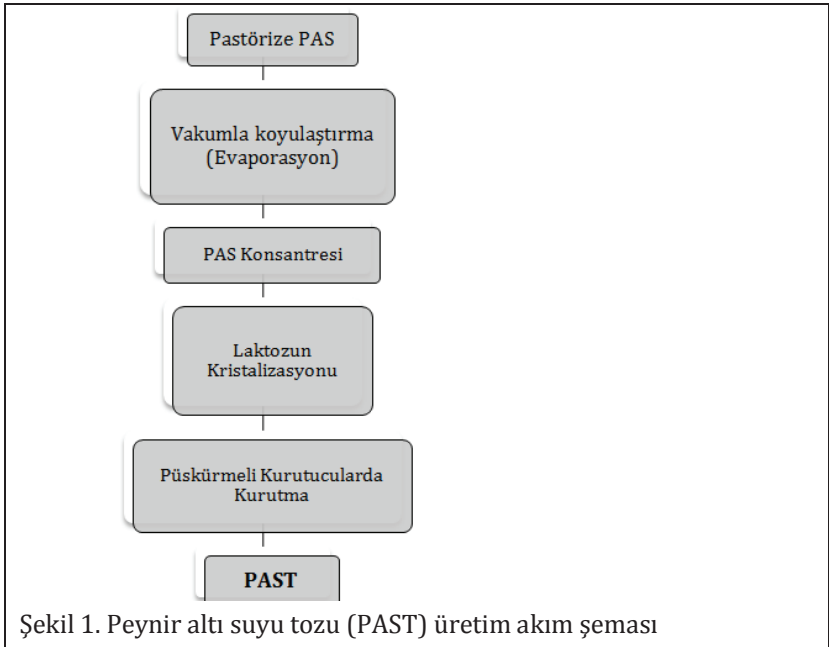 Pastörize PAS
Vakumla koyulaştırma
(Evaporasyon)
PAS Konsantresi
Laktozun
Kristalizasyonu
Püskürmeli Kurutucularda
Kurutma
PAST
Şekil 1. Peynir altı suyu tozu (PAST) üretim akım şeması